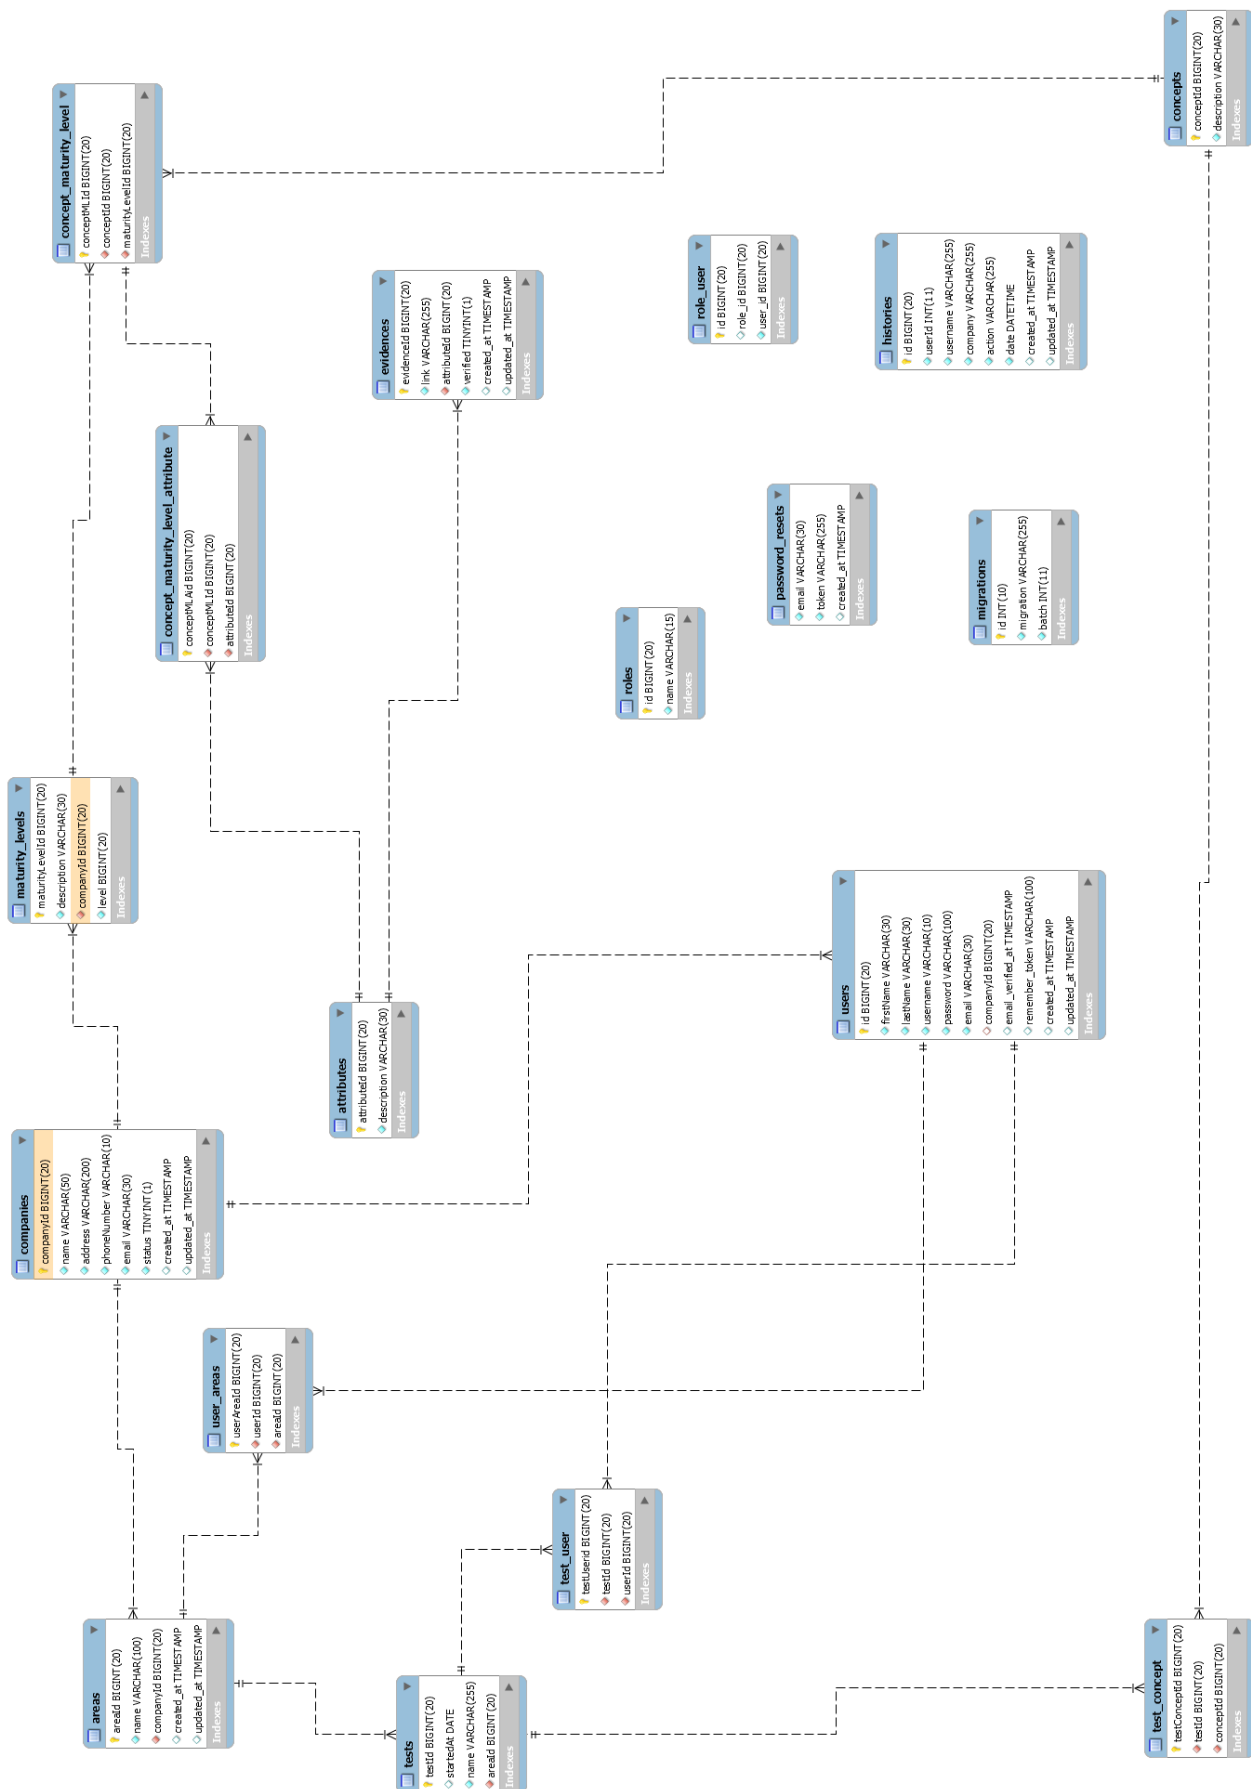 areas
areaId BIGINT(20)
name VARCHAR(100)
companyId BIGINT(20)
created_at TIMESTAMP
updated_at TIMESTAMP
Indexes
companies
companyId BIGINT(20)
name VARCHAR(50)
address VARCHAR(200)
phoneNumber VARCHAR(10)
email VARCHAR(30)
status TINYINT(1)
created_at TIMESTAMP
updated_at TIMESTAMP
Indexes
maturity_levels
maturityLevelId BIGINT(20)
description VARCHAR(30)
companyId BIGINT(20)
level BIGINT(20)
Indexes
concept_maturity_level
conceptMLId BIGINT(20)
conceptId BIGINT(20)
maturityLevelId BIGINT(20)
Indexes
user_areas
userAreaId BIGINT(20)
userId BIGINT(20)
areaId BIGINT(20)
Indexes
concept_maturity_level_attribute
conceptMLAid BIGINT(20)
conceptMLId BIGINT(20)
attributeId BIGINT(20)
Indexes
attributes
attributeId BIGINT(20)
description VARCHAR(30)
Indexes
evidences
evidenceId BIGINT(20)
link VARCHAR(255)
attributeId BIGINT(20)
verified TINYINT(1)
created_at TIMESTAMP
updated_at TIMESTAMP
Indexes
tests
testId BIGINT(20)
startedAt DATE
name VARCHAR(255)
areaId BIGINT(20)
Indexes
test_user
testUserid BIGINT(20)
testId BIGINT(20)
userId BIGINT(20)
Indexes
roles
id BIGINT(20)
name VARCHAR(15)
Indexes
role_user
id BIGINT(20)
role_id BIGINT(20)
user_id BIGINT(20)
Indexes
password_resets
email VARCHAR(30)
token VARCHAR(255)
created_at TIMESTAMP
Indexes
users
id BIGINT(20)
firstName VARCHAR(30)
lastName VARCHAR(30)
username VARCHAR(10)
password VARCHAR(100)
email VARCHAR(30)
companyId BIGINT(20)
email_verified_at TIMESTAMP
remember_token VARCHAR(100)
created_at TIMESTAMP
updated_at TIMESTAMP
Indexes
histories
id BIGINT(20)
userId INT(11)
username VARCHAR(255)
company VARCHAR(255)
action VARCHAR(255)
date DATETIME
created_at TIMESTAMP
updated_at TIMESTAMP
Indexes
migrations
id INT(10)
migration VARCHAR(255)
batch INT(11)
Indexes
test_concept
testConceptId BIGINT(20)
testId BIGINT(20)
conceptId BIGINT(20)
Indexes
concepts
conceptId BIGINT(20)
description VARCHAR(30)
Indexes